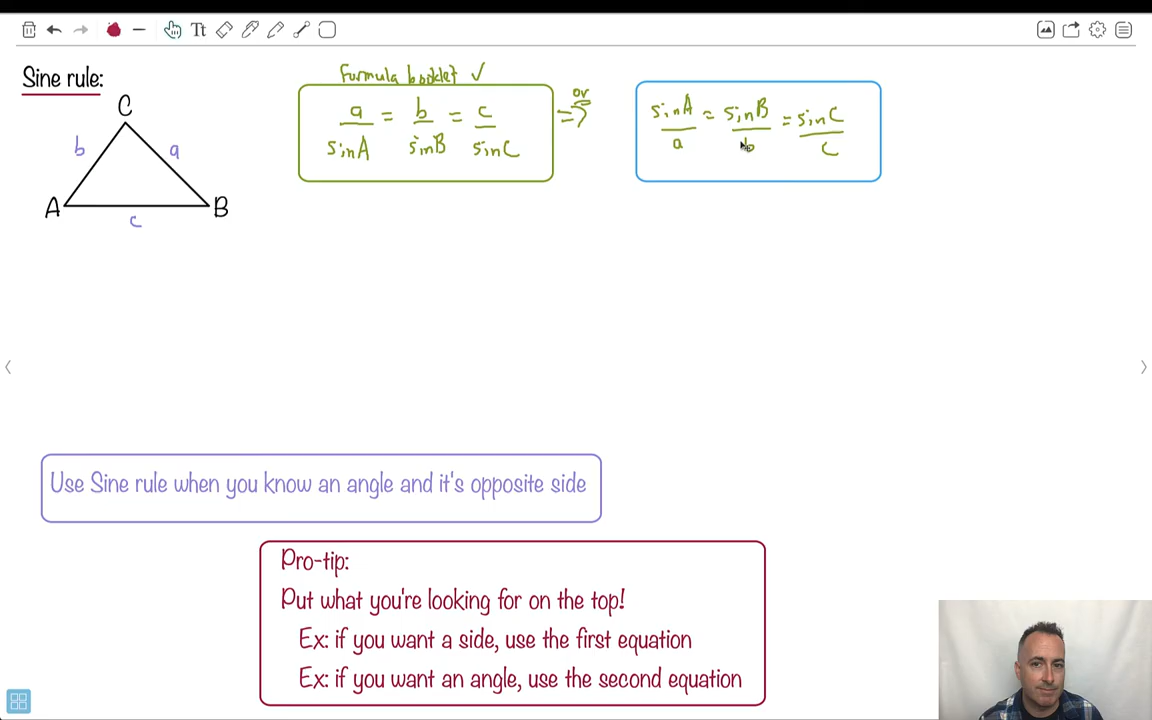 Tt
Sine rule:
Formula booklet ✓
C
b
a
A
B
c
a = b = c
sinA sinB sinC
or
=>
sinA = sinB = sinC
a b c
Use Sine rule when you know an angle and it's opposite side
Pro-tip:
Put what you're looking for on the top!
Ex: if you want a side, use the first equation
Ex: if you want an angle, use the second equation